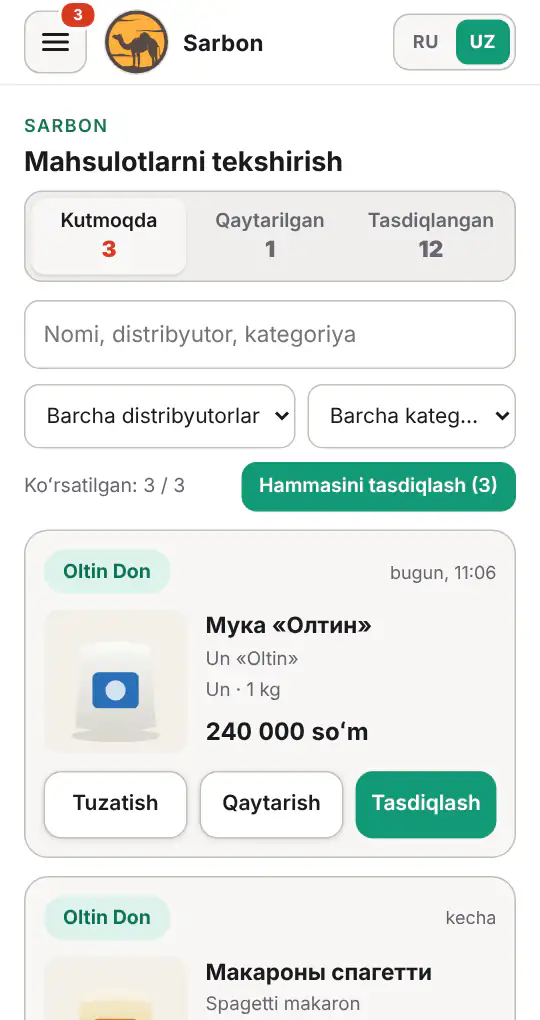 3
Sarbon
RU UZ
SARBON
Mahsulotlarni tekshirish
Kutmoqda Qaytarilgan Tasdiqlangan
3 1 12
Nomi, distribyutor, kategoriya
Barcha distribyutorlar Barcha kateg...
Koʻrsatilgan: 3 / 3 Hammasini tasdiqlash (3)
Oltin Don bugun, 11:06
Мука «Олтин»
Un «Oltin»
Un · 1 kg
240 000 soʻm
Tuzatish Qaytarish Tasdiqlash
Oltin Don kecha
Макароны спагетти
Spagetti makaron